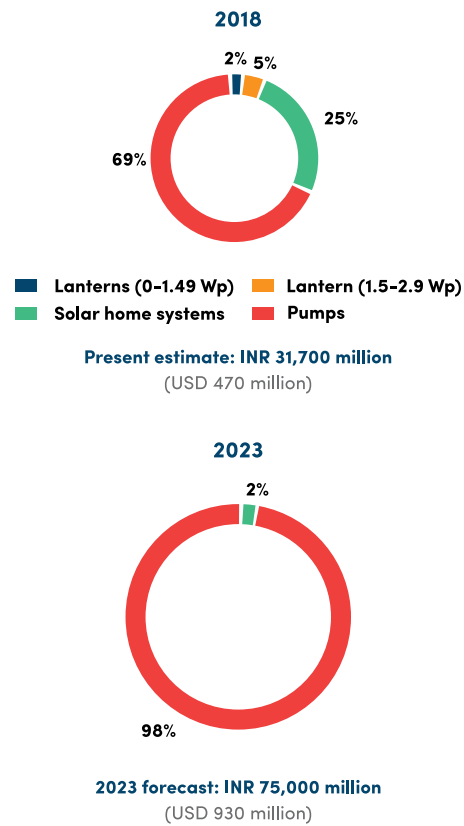 2018
2% 5%
25%
69%
Lanterns (0-1.49 Wp) Lantern (1.5-2.9 Wp)
Solar home systems Pumps
Present estimate: INR 31,700 million
(USD 470 million)
2023
2%
98%
2023 forecast: INR 75,000 million
(USD 930 million)